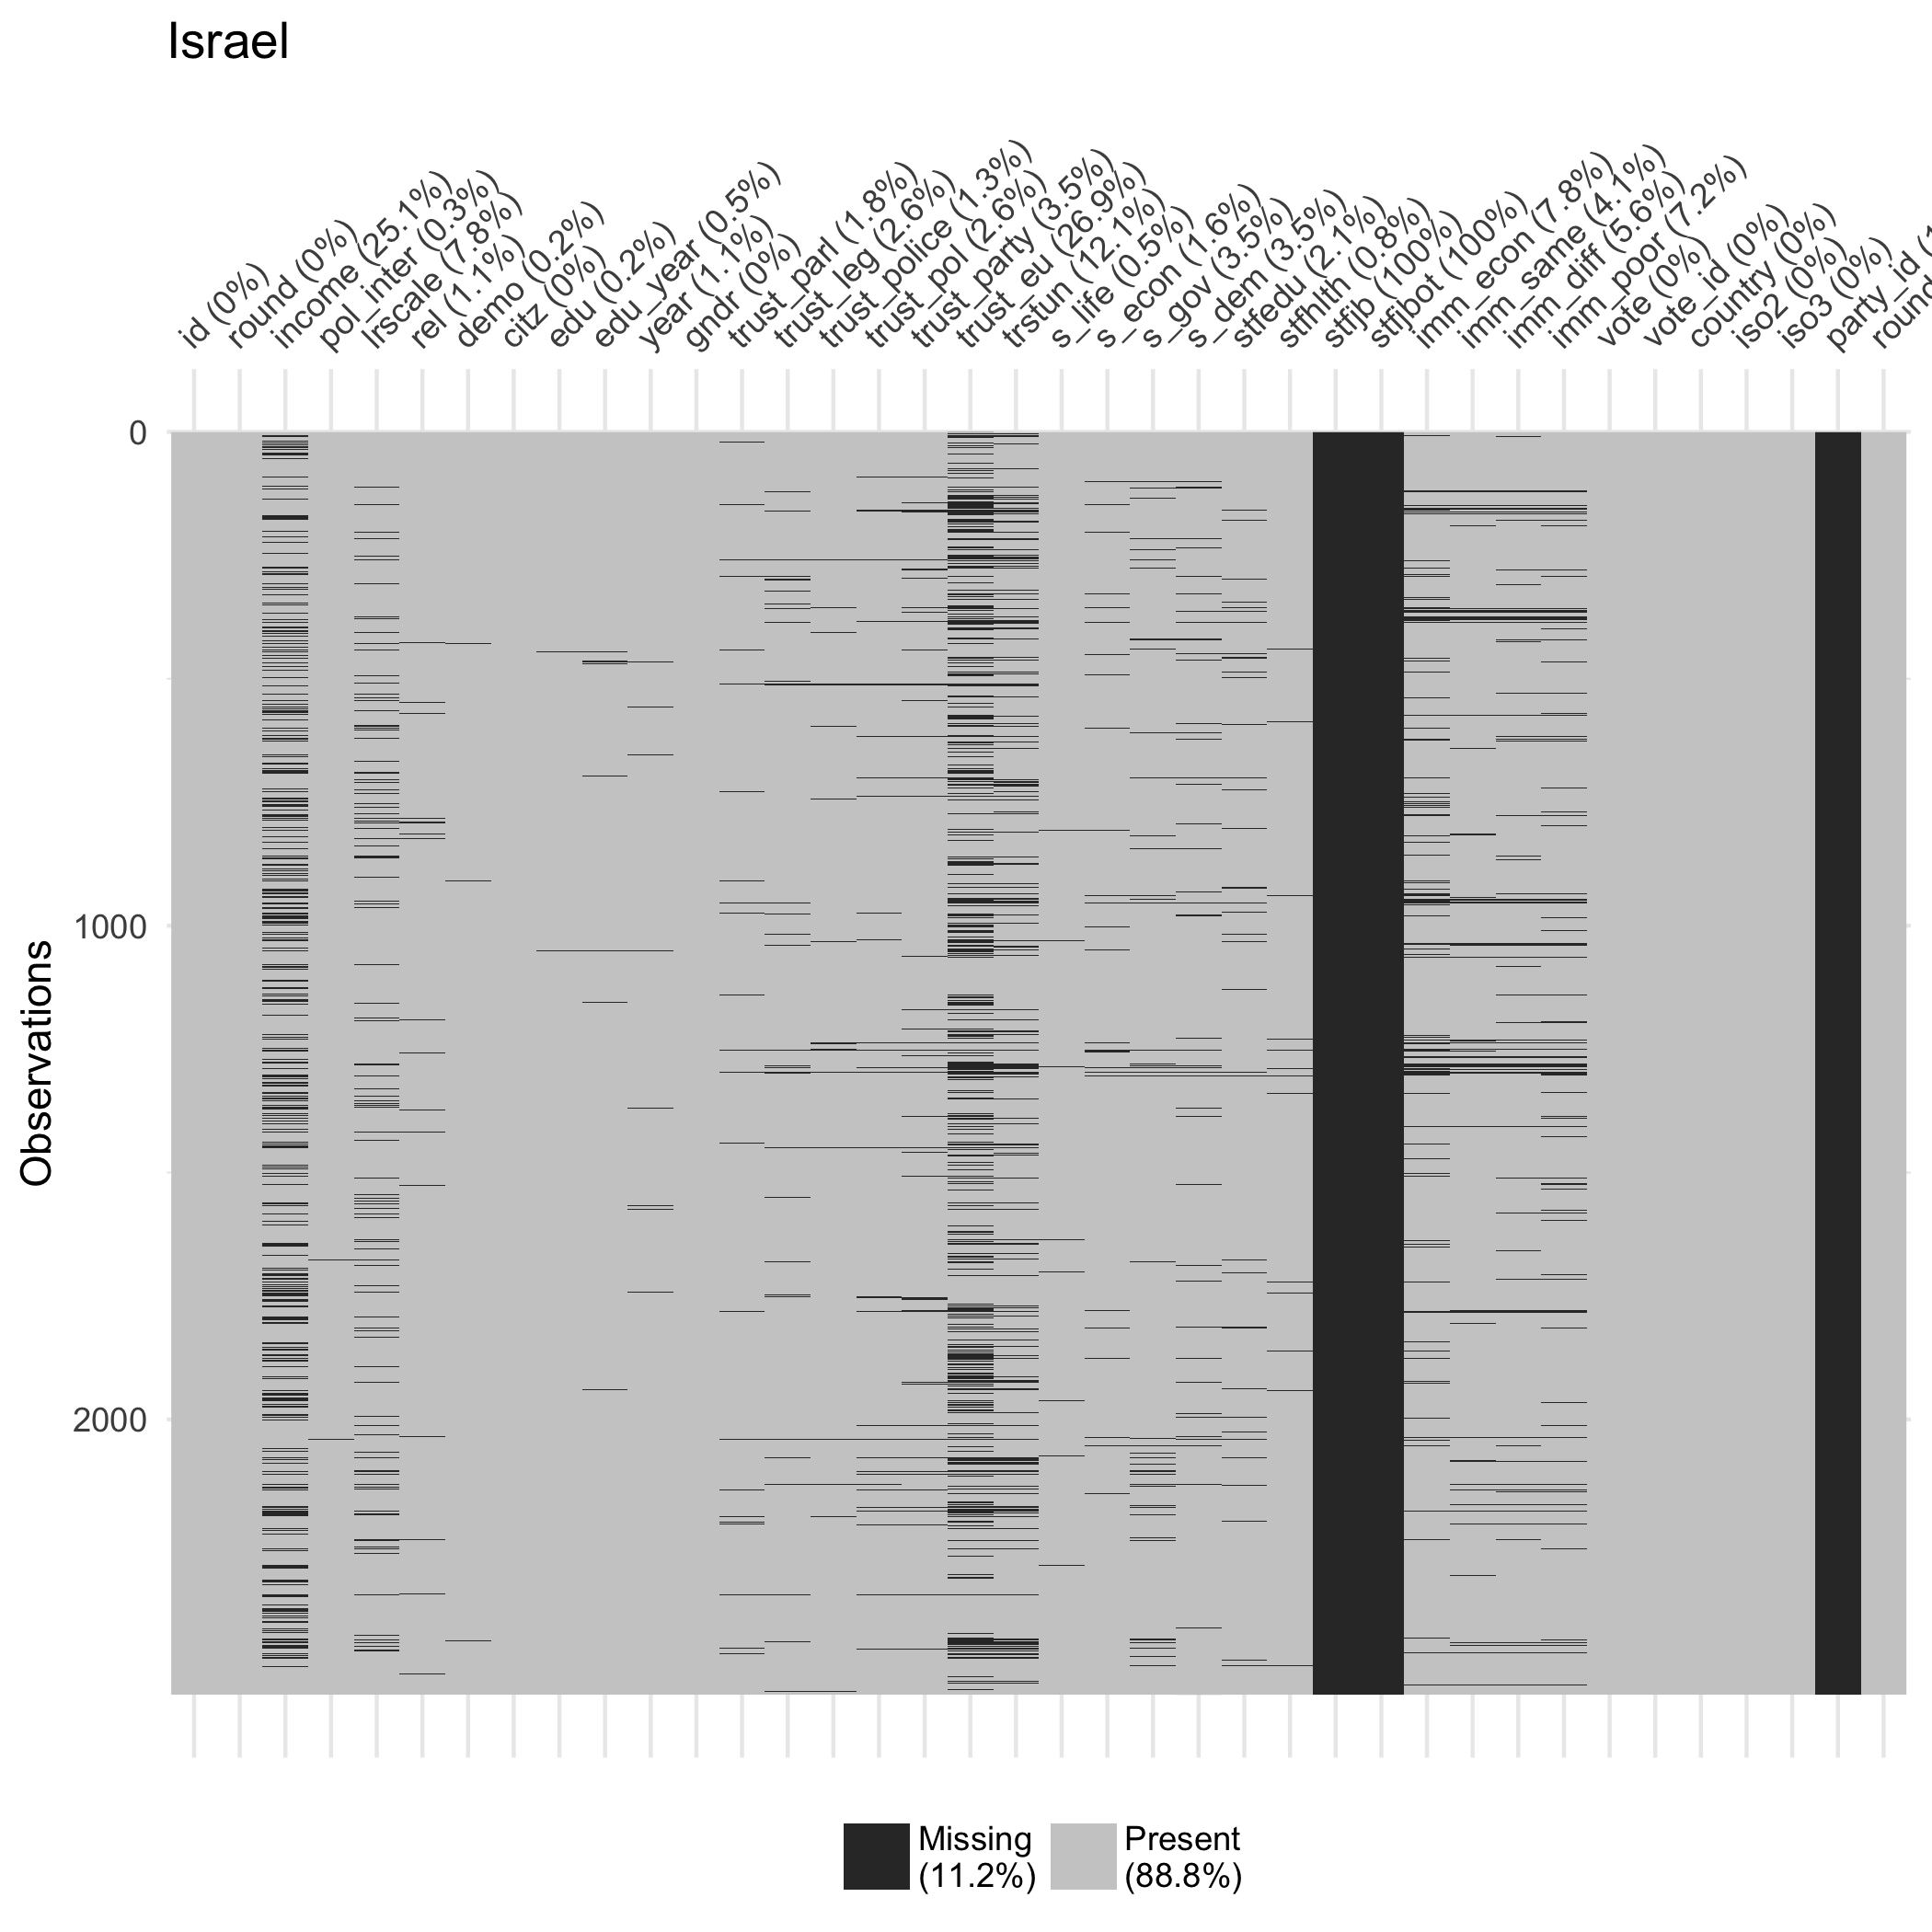 Israel
id (0%)
round (0%)
income (25.1%)
pol_inter (0.3%)
lrscale (7.8%)
rel (1.1%)
demo (0.2%)
citz (0%)
edu (0.2%)
edu_year (0.5%)
year (1.1%)
gndr (0%)
trust_parl (1.8%)
trust_leg (2.6%)
trust_police (1.3%)
trust_pol (2.6%)
trust_party (3.5%)
trust_eu (26.9%)
trstun (12.1%)
s_life (0.5%)
s_econ (1.6%)
s_gov (3.5%)
s_dem (3.5%)
stfedu (2.1%)
stfhlth (0.8%)
stfjb (100%)
stfjbot (100%)
imm_econ (7.8%)
imm_same (4.1%)
imm_diff (5.6%)
imm_poor (7.2%)
vote (0%)
vote_id (0%)
country (0%)
iso2 (0%)
iso3 (0%)
party_id (1
round
0
1000
2000
Observations
Missing
(11.2%)
Present
(88.8%)